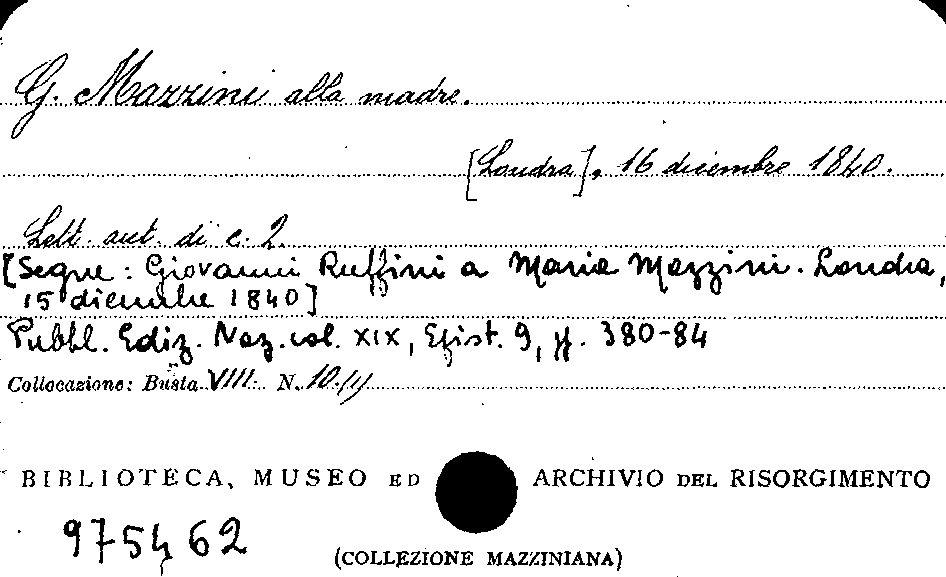 G. Mazzini alla madre.
[Londra], 16 dicembre 1840.
Lett. aut. di c. 2.
[Segue: Giovanni Ruffini a Maria Mazzini. Londra,
15 dicembre 1840]
Pubbl. Ediz. Naz. vol. XIX, Epist. 9, pp. 380-84
Collocazione: Busta VIII N. 10
BIBLIOTECA, MUSEO ED ARCHIVIO DEL RISORGIMENTO
975462
(COLLEZIONE MAZZINIANA)